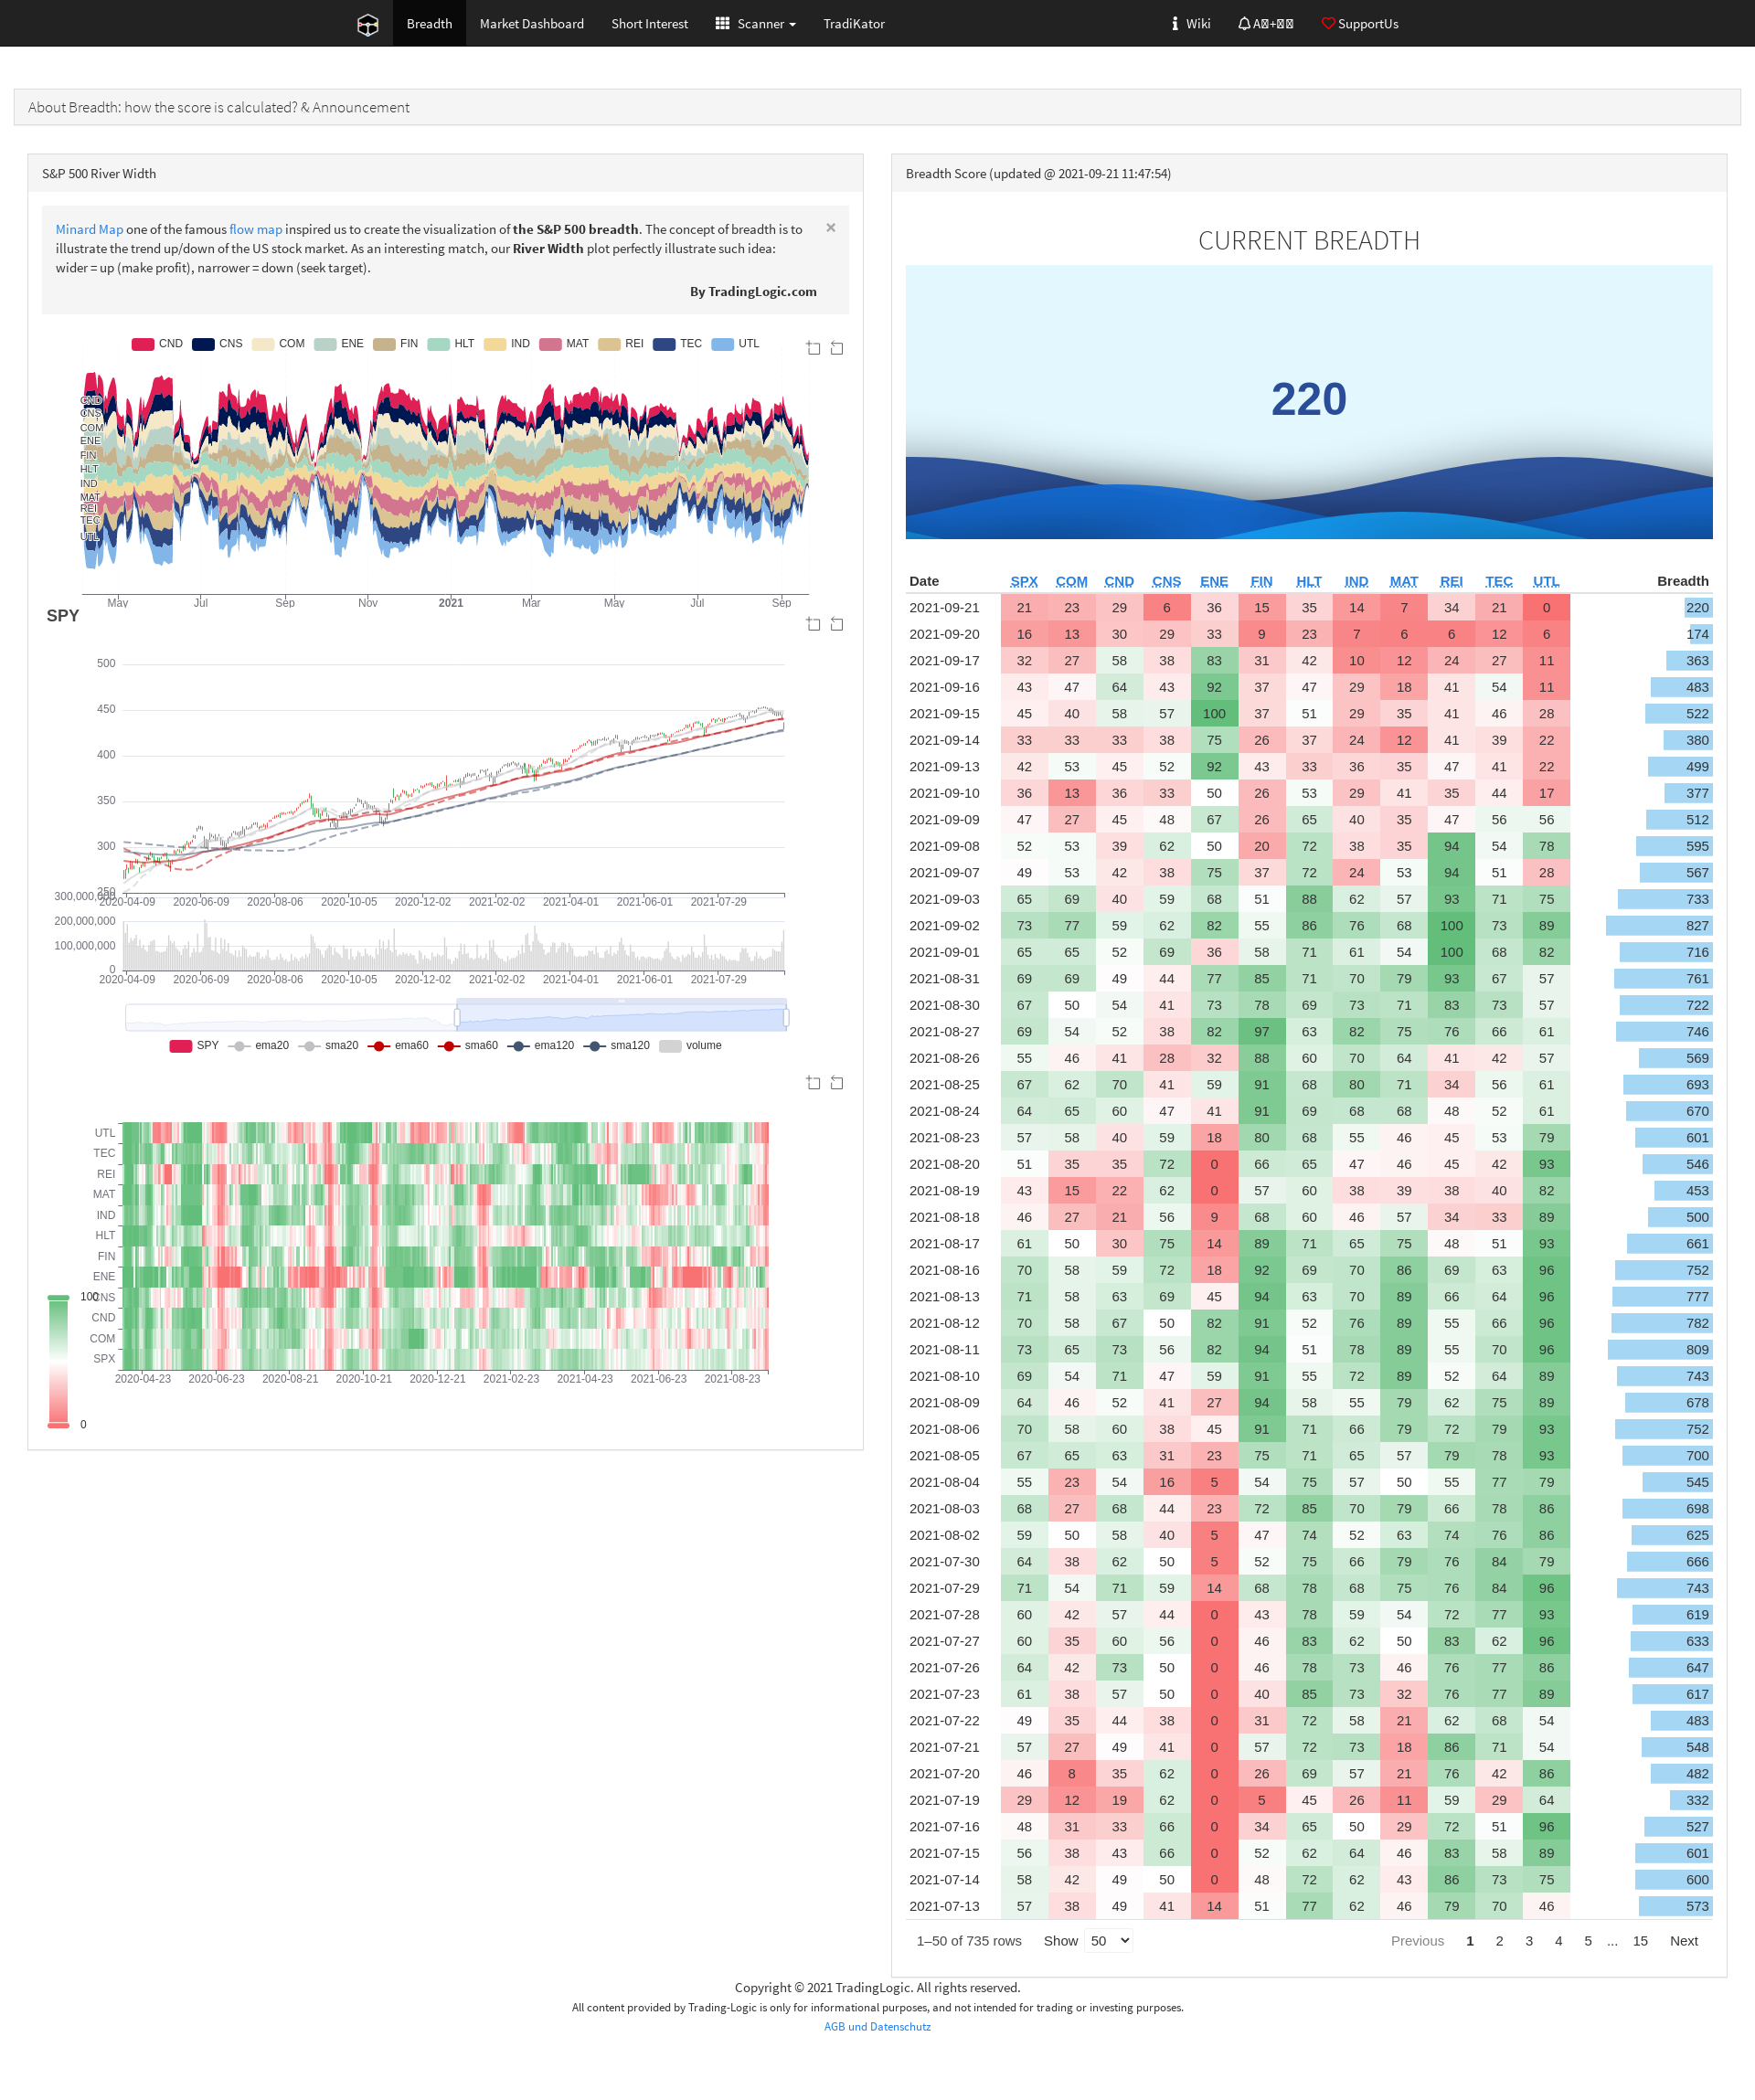 Breadth Market Dashboard Short Interest Scanner TradiKator Wiki SupportUs
About Breadth: how the score is calculated? & Announcement
S&P 500 River Width
Minard Map one of the famous flow map inspired us to create the visualization of the S&P 500 breadth. The concept of breadth is to
illustrate the trend up/down of the US stock market. As an interesting match, our River Width plot perfectly illustrate such idea:
wider = up (make profit), narrower = down (seek target).
×
By TradingLogic.com
CND CNS COM ENE FIN HLT IND MAT REI TEC UTL
CND
CNS
COM
ENE
FIN
HLT
IND
MAT
REI
TEC
UTL
May Jul Sep Nov 2021 Mar May Jul Sep
SPY
500
450
400
350
300
250
2020-04-09 2020-06-09 2020-08-06 2020-10-05 2020-12-02 2021-02-02 2021-04-01 2021-06-01 2021-07-29
300,000,000
200,000,000
100,000,000
0
2020-04-09 2020-06-09 2020-08-06 2020-10-05 2020-12-02 2021-02-02 2021-04-01 2021-06-01 2021-07-29
SPY ema20 sma20 ema60 sma60 ema120 sma120 volume
UTL
TEC
REI
MAT
IND
HLT
FIN
ENE
CNS
CND
COM
SPX
2020-04-23 2020-06-23 2020-08-21 2020-10-21 2020-12-21 2021-02-23 2021-04-23 2021-06-23 2021-08-23
100
0
Breadth Score (updated @ 2021-09-21 11:47:54)
CURRENT BREADTH
220
Date SPX COM CND CNS ENE FIN HLT IND MAT REI TEC UTL Breadth
2021-09-21 21 23 29 6 36 15 35 14 7 34 21 0 220
2021-09-20 16 13 30 29 33 9 23 7 6 6 12 6 174
2021-09-17 32 27 58 38 83 31 42 10 12 24 27 11 363
2021-09-16 43 47 64 43 92 37 47 29 18 41 54 11 483
2021-09-15 45 40 58 57 100 37 51 29 35 41 46 28 522
2021-09-14 33 33 33 38 75 26 37 24 12 41 39 22 380
2021-09-13 42 53 45 52 92 43 33 36 35 47 41 22 499
2021-09-10 36 13 36 33 50 26 53 29 41 35 44 17 377
2021-09-09 47 27 45 48 67 26 65 40 35 47 56 56 512
2021-09-08 52 53 39 62 50 20 72 38 35 94 54 78 595
2021-09-07 49 53 42 38 75 37 72 24 53 94 51 28 567
2021-09-03 65 69 40 59 68 51 88 62 57 93 71 75 733
2021-09-02 73 77 59 62 82 55 86 76 68 100 73 89 827
2021-09-01 65 65 52 69 36 58 71 61 54 100 68 82 716
2021-08-31 69 69 49 44 77 85 71 70 79 93 67 57 761
2021-08-30 67 50 54 41 73 78 69 73 71 83 73 57 722
2021-08-27 69 54 52 38 82 97 63 82 75 76 66 61 746
2021-08-26 55 46 41 28 32 88 60 70 64 41 42 57 569
2021-08-25 67 62 70 41 59 91 68 80 71 34 56 61 693
2021-08-24 64 65 60 47 41 91 69 68 68 48 52 61 670
2021-08-23 57 58 40 59 18 80 68 55 46 45 53 79 601
2021-08-20 51 35 35 72 0 66 65 47 46 45 42 93 546
2021-08-19 43 15 22 62 0 57 60 38 39 38 40 82 453
2021-08-18 46 27 21 56 9 68 60 46 57 34 33 89 500
2021-08-17 61 50 30 75 14 89 71 65 75 48 51 93 661
2021-08-16 70 58 59 72 18 92 69 70 86 69 63 96 752
2021-08-13 71 58 63 69 45 94 63 70 89 66 64 96 777
2021-08-12 70 58 67 50 82 91 52 76 89 55 66 96 782
2021-08-11 73 65 73 56 82 94 51 78 89 55 70 96 809
2021-08-10 69 54 71 47 59 91 55 72 89 52 64 89 743
2021-08-09 64 46 52 41 27 94 58 55 79 62 75 89 678
2021-08-06 70 58 60 38 45 91 71 66 79 72 79 93 752
2021-08-05 67 65 63 31 23 75 71 65 57 79 78 93 700
2021-08-04 55 23 54 16 5 54 75 57 50 55 77 79 545
2021-08-03 68 27 68 44 23 72 85 70 79 66 78 86 698
2021-08-02 59 50 58 40 5 47 74 52 63 74 76 86 625
2021-07-30 64 38 62 50 5 52 75 66 79 76 84 79 666
2021-07-29 71 54 71 59 14 68 78 68 75 76 84 96 743
2021-07-28 60 42 57 44 0 43 78 59 54 72 77 93 619
2021-07-27 60 35 60 56 0 46 83 62 50 83 62 96 633
2021-07-26 64 42 73 50 0 46 78 73 46 76 77 86 647
2021-07-23 61 38 57 50 0 40 85 73 32 76 77 89 617
2021-07-22 49 35 44 38 0 31 72 58 21 62 68 54 483
2021-07-21 57 27 49 41 0 57 72 73 18 86 71 54 548
2021-07-20 46 8 35 62 0 26 69 57 21 76 42 86 482
2021-07-19 29 12 19 62 0 5 45 26 11 59 29 64 332
2021-07-16 48 31 33 66 0 34 65 50 29 72 51 96 527
2021-07-15 56 38 43 66 0 52 62 64 46 83 58 89 601
2021-07-14 58 42 49 50 0 48 72 62 43 86 73 75 600
2021-07-13 57 38 49 41 14 51 77 62 46 79 70 46 573
1–50 of 735 rows Show 50 Previous 1 2 3 4 5 ... 15 Next
Copyright © 2021 TradingLogic. All rights reserved.
All content provided by Trading-Logic is only for informational purposes, and not intended for trading or investing purposes.
AGB und Datenschutz